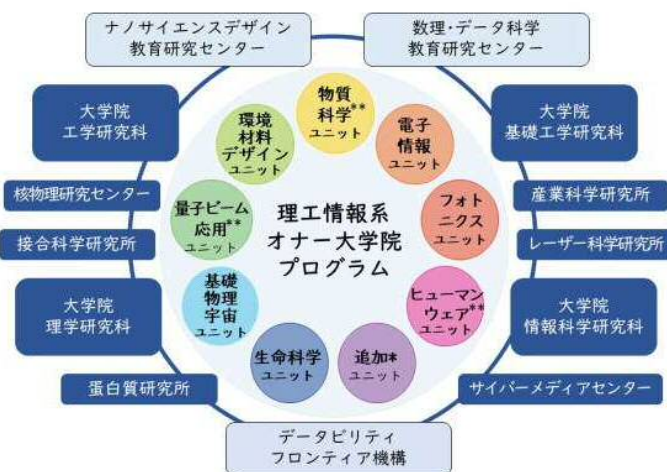 ナノサイエンスデザイン
教育研究センター
数理・データ科学
教育研究センター
大学院
工学研究科
大学院
基礎工学研究科
核物理研究センター
産業科学研究所
接合科学研究所
レーザー科学研究所
大学院
理学研究科
大学院
情報科学研究科
蛋白質研究所
サイバーメディアセンター
データビリティ
フロンティア機構
物質
科学**
ユニット
電子
情報
ユニット
フォト
ニクス
ユニット
ヒューマン
ウェア**
ユニット
追加*
ユニット
生命科学
ユニット
基礎
物理
宇宙
ユニット
量子ビーム
応用**
ユニット
環境
材料
デザイン
ユニット
理工情報系
オナー大学院
プログラム